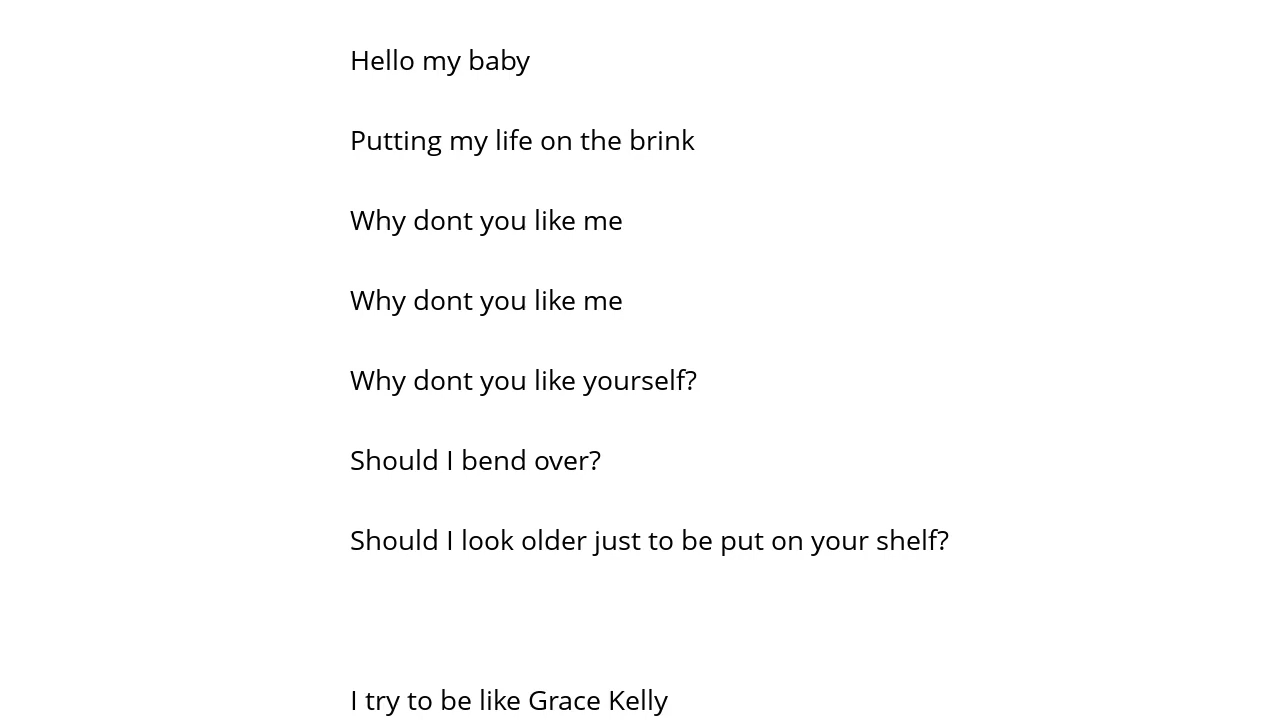 Hello my baby
Putting my life on the brink
Why dont you like me
Why dont you like me
Why dont you like yourself?
Should I bend over?
Should I look older just to be put on your shelf?
I try to be like Grace Kelly